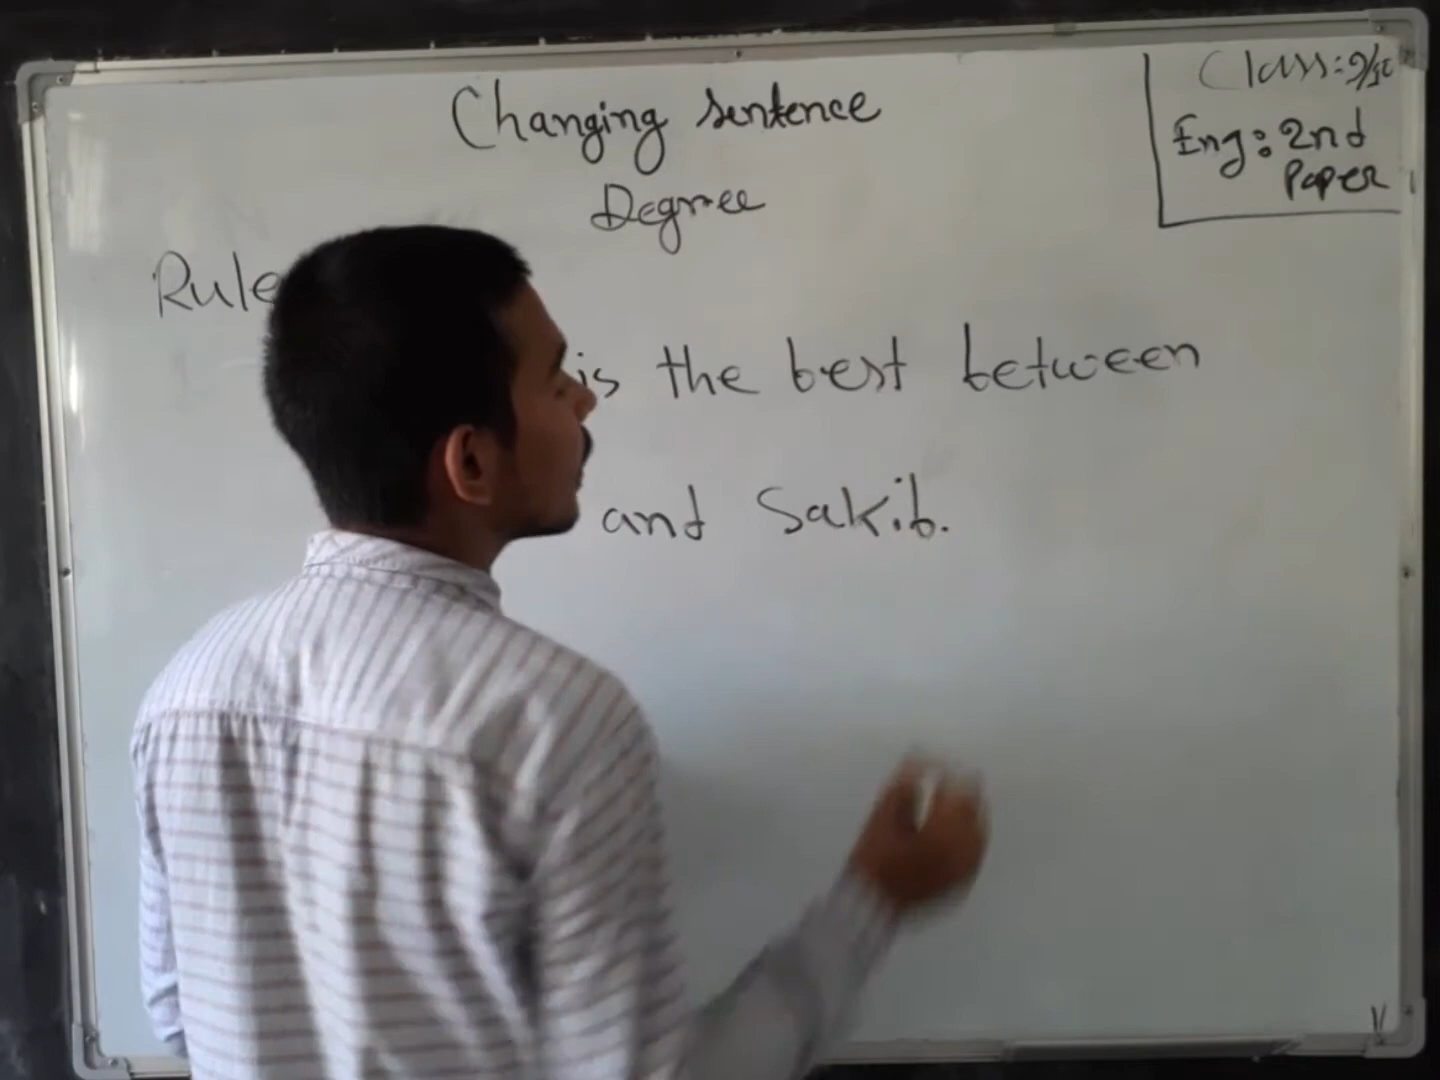 Changing sentence
Degree
Class: 9/10
Eng: 2nd
Paper
Rule
is the best between
and Sakib.